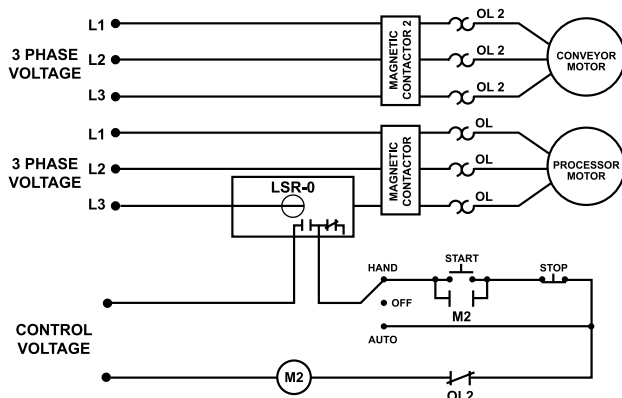 L1
OL 2
3 PHASE
VOLTAGE
L2
MAGNETIC
CONTACTOR 2
OL 2
CONVEYOR
MOTOR
L3
OL 2
L1
OL
3 PHASE
VOLTAGE
L2
MAGNETIC
CONTACTOR
OL
PROCESSOR
MOTOR
L3
LSR-0
OL
HAND
START
STOP
OFF
M2
AUTO
CONTROL
VOLTAGE
M2
OL2